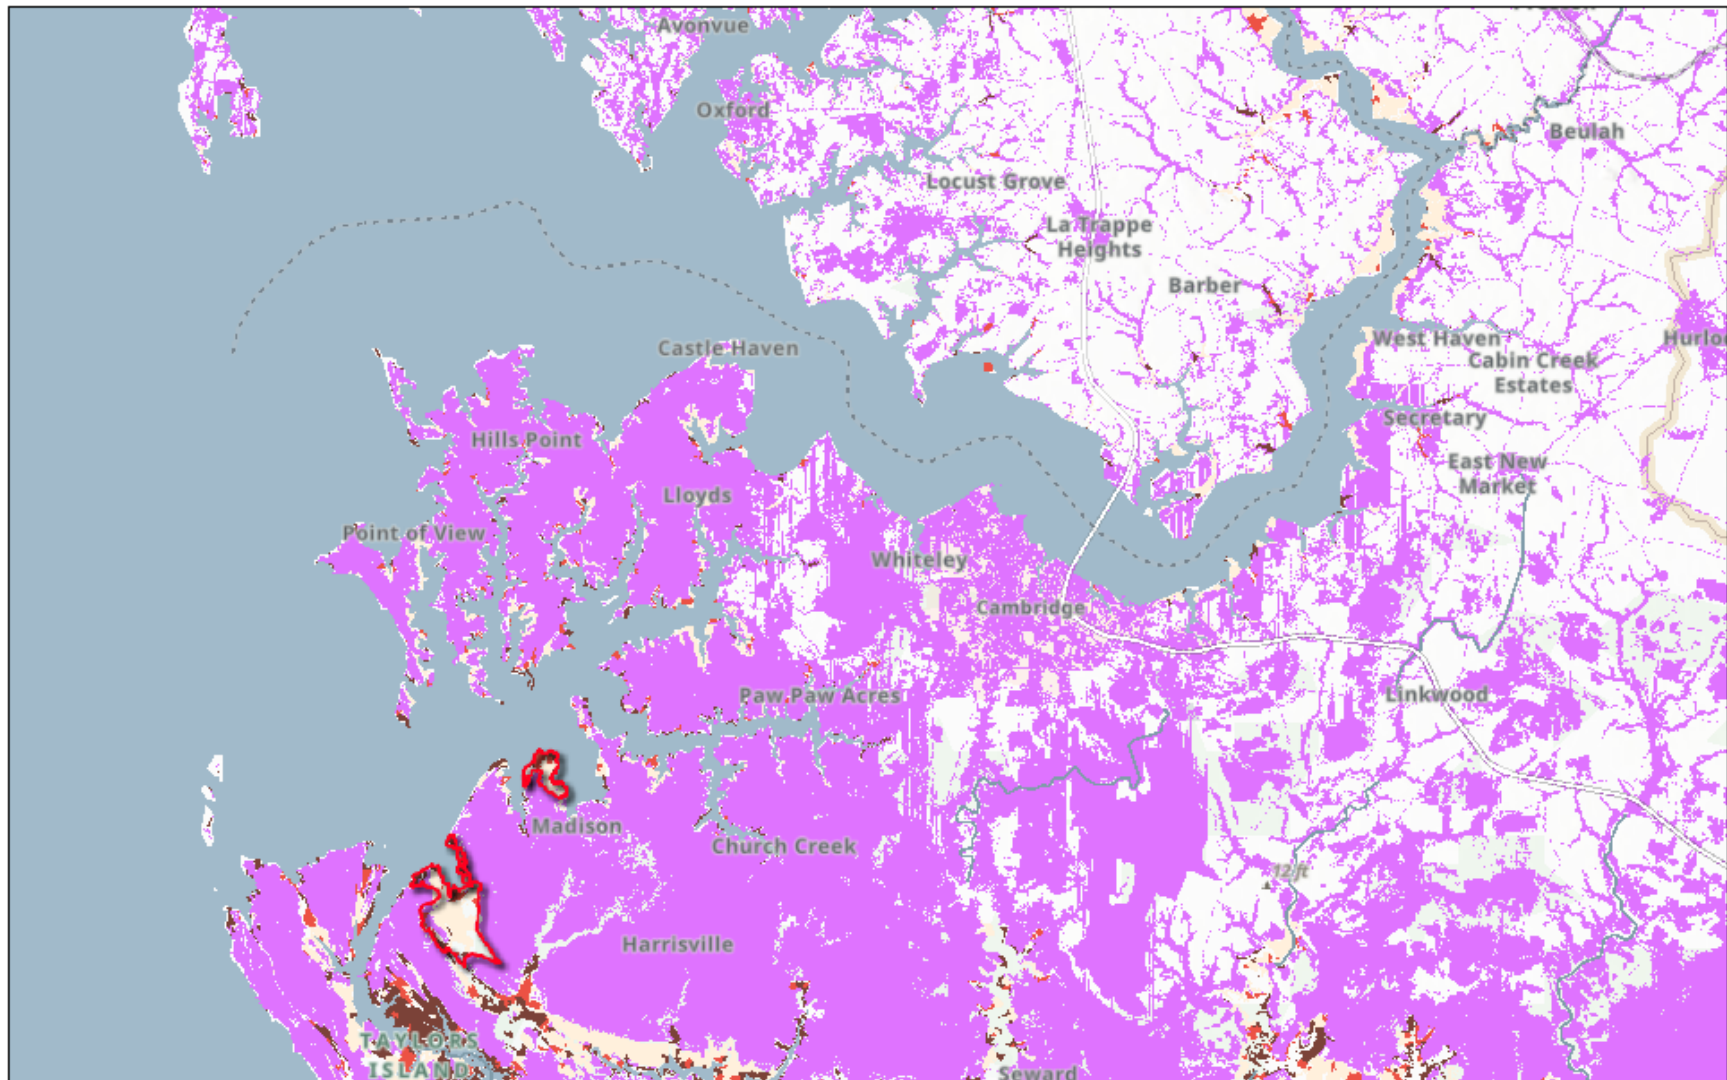 Avonvue
Oxford
Beulah
Locust Grove
La Trappe
Heights
Barber
Castle Haven
West Haven
Cabin Creek
Estates
Secretary
Hills Point
East New
Market
Lloyds
Point of View
Whiteley
Cambridge
Paw Paw Acres
Linkwood
Madison
Church Creek
12 ft
Harrisville
TAYLORS
ISLAND
Seward